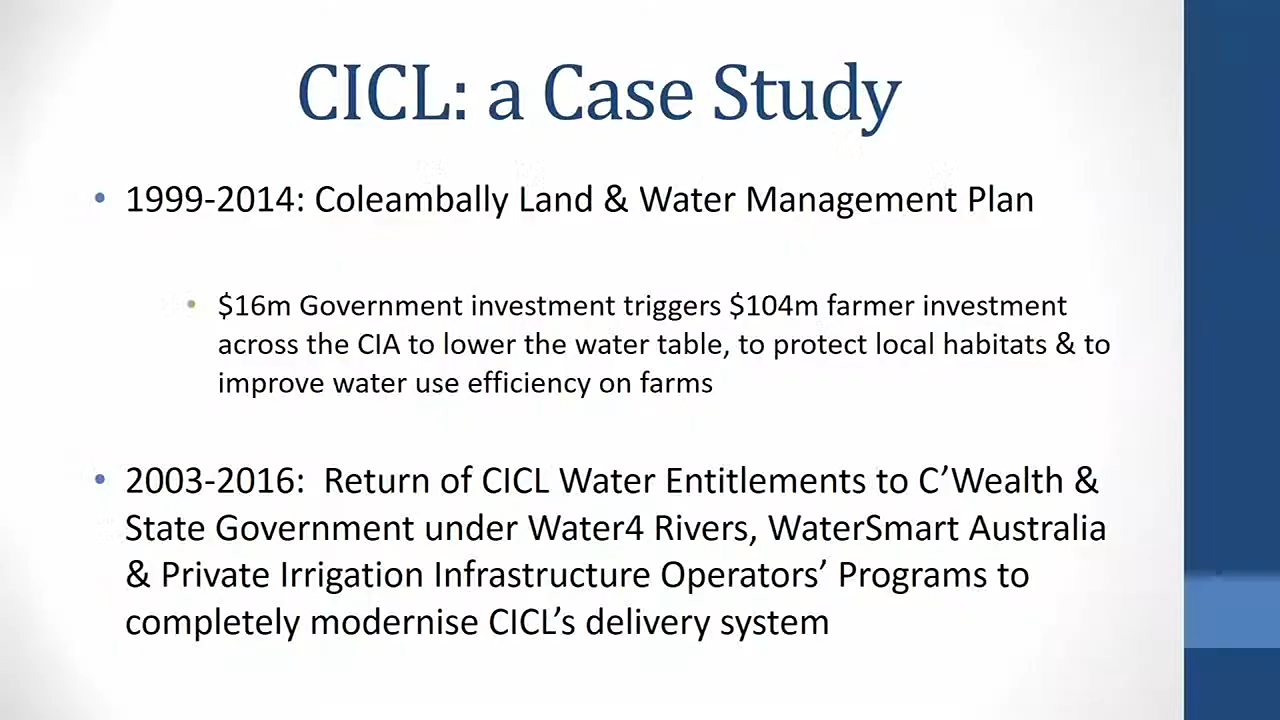 CICL: a Case Study
• 1999-2014: Coleambally Land & Water Management Plan
• $16m Government investment triggers $104m farmer investment
across the CIA to lower the water table, to protect local habitats & to
improve water use efficiency on farms
• 2003-2016:  Return of CICL Water Entitlements to C’Wealth &
State Government under Water4 Rivers, WaterSmart Australia
& Private Irrigation Infrastructure Operators’ Programs to
completely modernise CICL’s delivery system